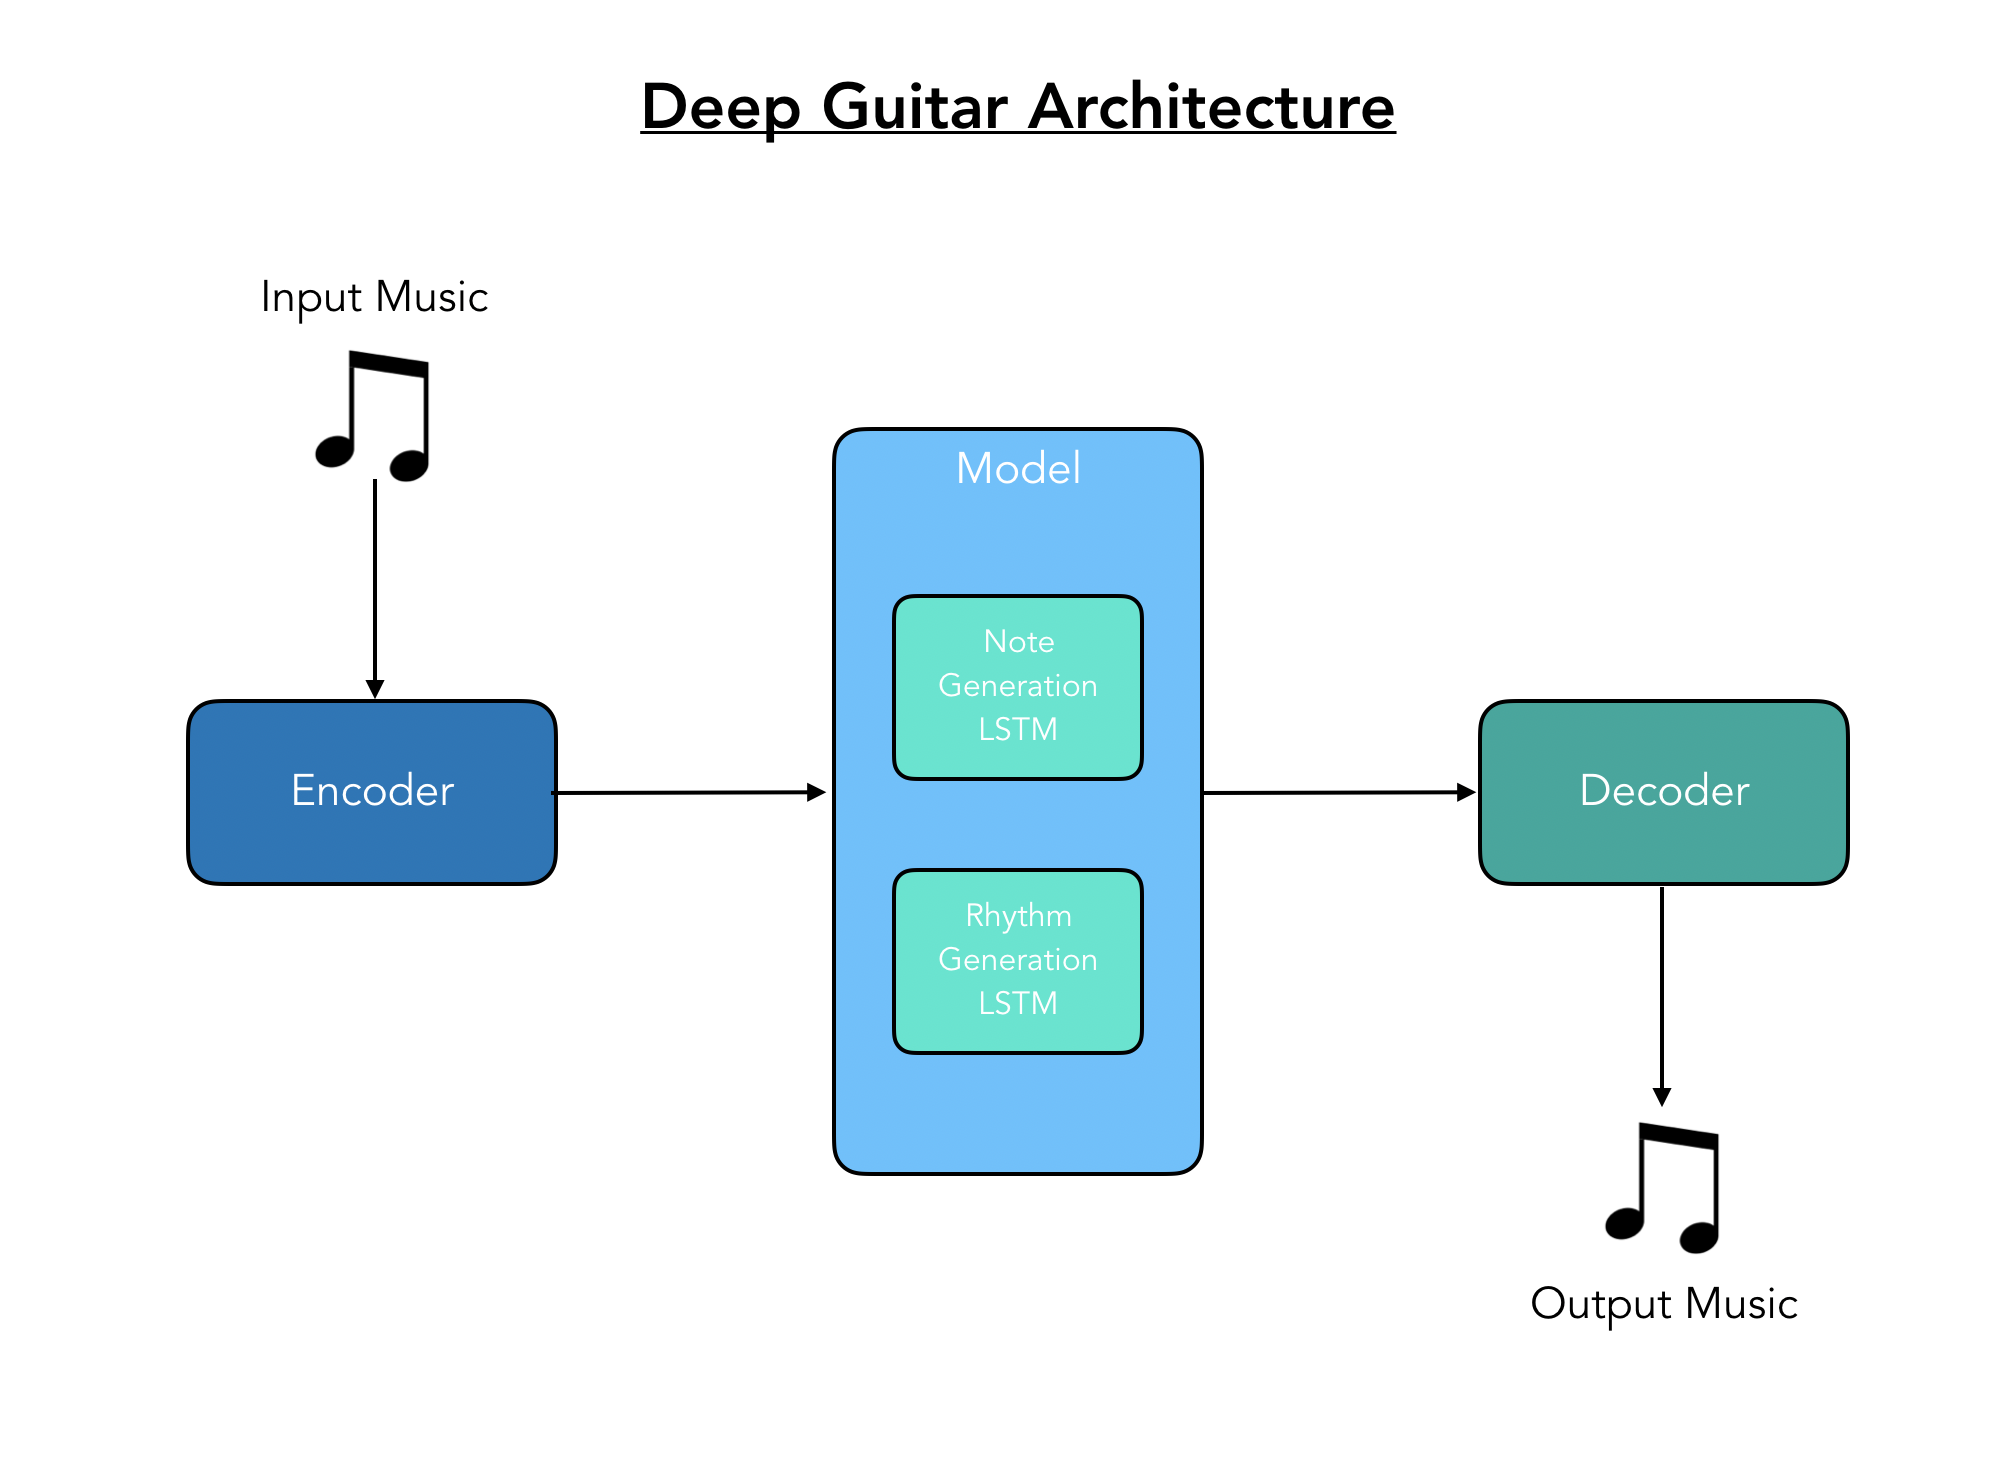 Deep Guitar Architecture
Input Music
Model
Note
Generation
LSTM
Encoder
Decoder
Rhythm
Generation
LSTM
Output Music